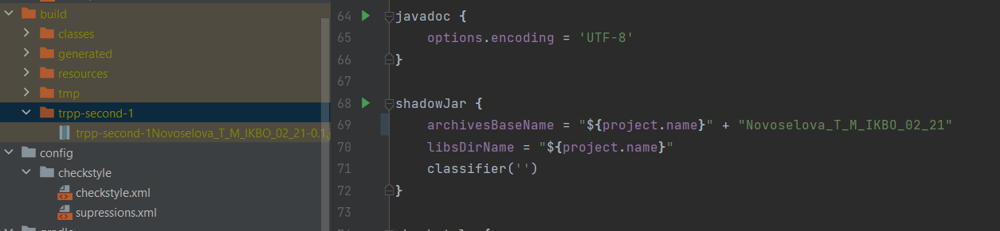 build
classes
generated
resources
tmp
trpp-second-1
trpp-second-1Novoselova_T_M_IKBO_02_21-0.1.j
config
checkstyle
checkstyle.xml
supressions.xml
gradle
64 javadoc {
65 options.encoding = 'UTF-8'
66 }
67
68 shadowJar {
69 archivesBaseName = "${project.name}" + "Novoselova_T_M_IKBO_02_21"
70 libsDirName = "${project.name}"
71 classifier('')
72 }
73